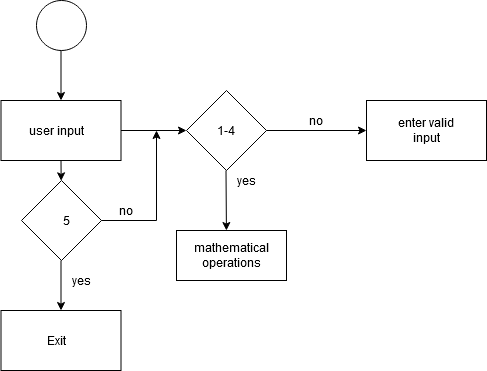 user input
1-4
no
enter valid
input
yes
5
no
mathematical
operations
yes
Exit